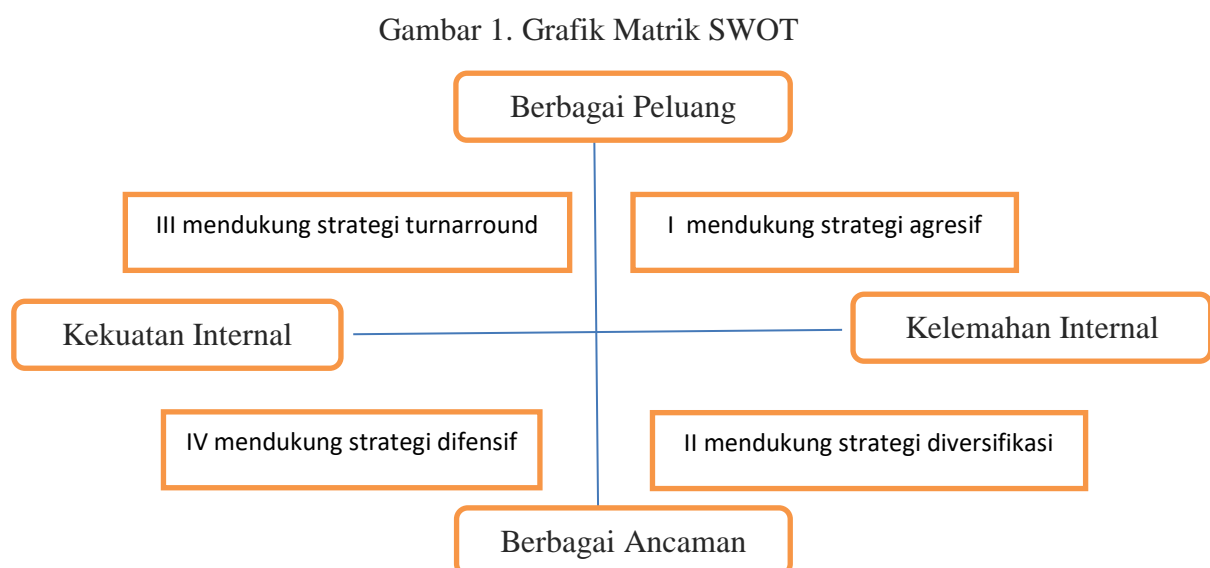 Gambar 1. Grafik Matrik SWOT
Berbagai Peluang
III mendukung strategi turnarround
I mendukung strategi agresif
Kekuatan Internal
Kelemahan Internal
IV mendukung strategi difensif
II mendukung strategi diversifikasi
Berbagai Ancaman